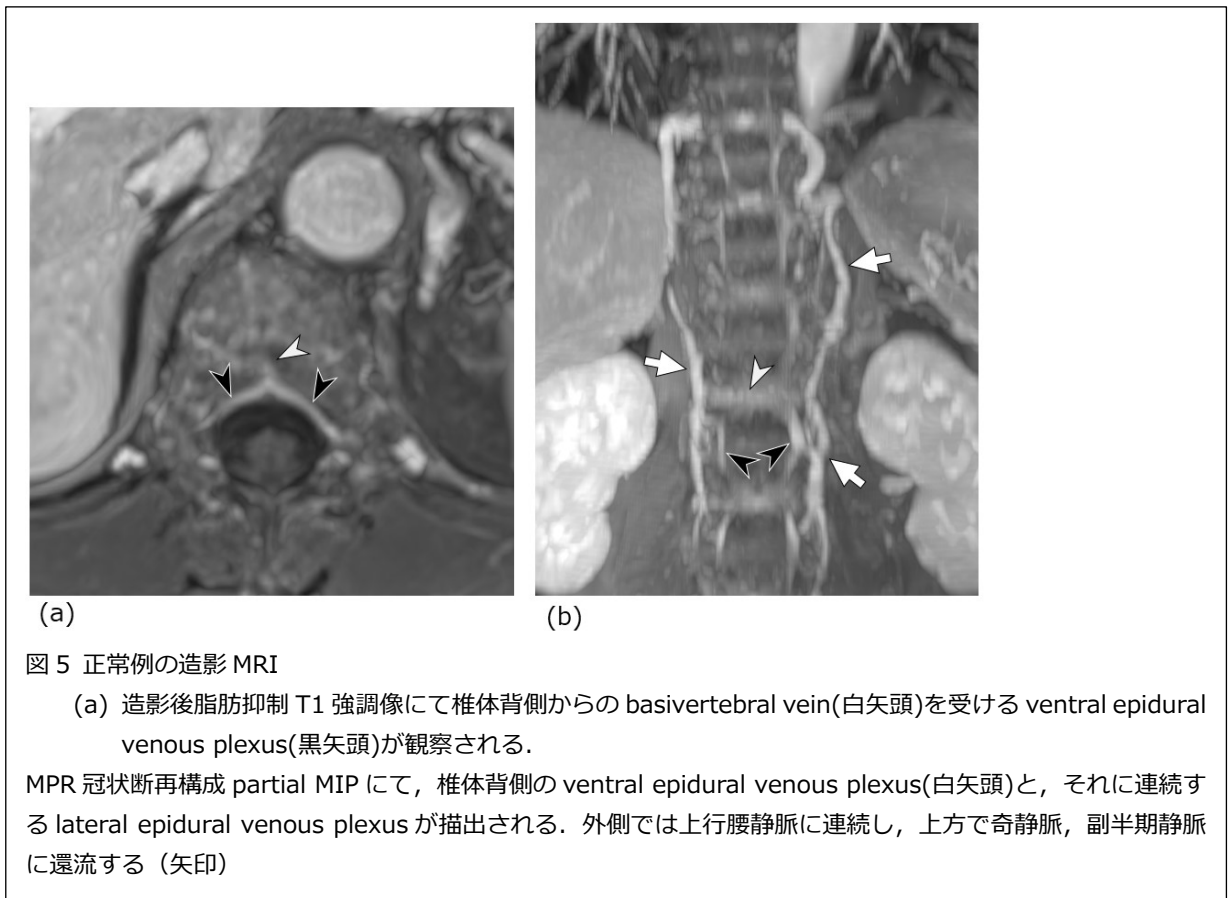 (a)
(b)
図 5 正常例の造影 MRI
(a) 造影後脂肪抑制 T1 強調像にて椎体背側からの basivertebral vein(白矢頭)を受ける ventral epidural
venous plexus(黒矢頭)が観察される.
MPR 冠状断再構成 partial MIP にて，椎体背側の ventral epidural venous plexus(白矢頭)と，それに連続す
る lateral epidural venous plexus が描出される．外側では上行腰静脈に連続し，上方で奇静脈，副半期静脈
に還流する（矢印）